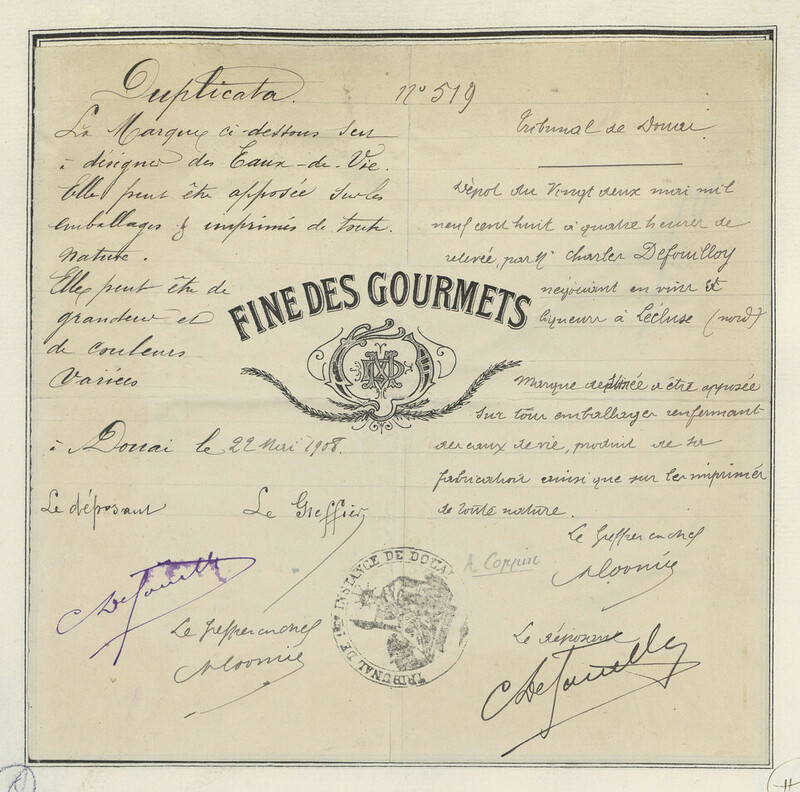 Duplicata.
La Marque ci-dessous sert
à désigner des Eaux-de-Vie.
Elle peut être apposée sur les
emballages & imprimés de toute
nature.
Elle peut être de
grandeur et
de couleurs
variées
à Douai le 22 Mai 1908.
Le déposant
Le Greffier
Le Greffier en chef
n° 519
Tribunal de Douai
Dépôt du Vingt deux mai mil
neuf cent huit à quatre heures de
relevée, par Mr Charles Defouilloy
négociant en vins et
liqueurs à Lécluse (nord)
FINE DES GOURMETS
Marque destinée à être apposée
sur tous emballages renfermant
des eaux de vie, produit de sa
fabrication ainsi que sur les imprimés
de toute nature.
Le Greffier en chef
A Coppin
Le déposant
C Defouilloy
TRIBUNAL DE 1ère INSTANCE DE DOUAI